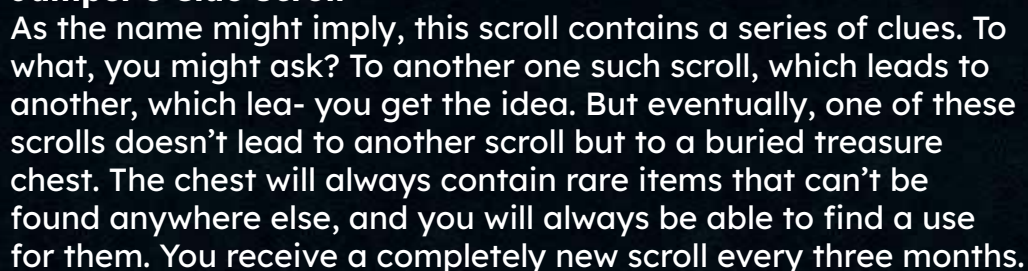 Jumper's Clue Scroll
As the name might imply, this scroll contains a series of clues. To
what, you might ask? To another one such scroll, which leads to
another, which lea- you get the idea. But eventually, one of these
scrolls doesn’t lead to another scroll but to a buried treasure
chest. The chest will always contain rare items that can’t be
found anywhere else, and you will always be able to find a use
for them. You receive a completely new scroll every three months.